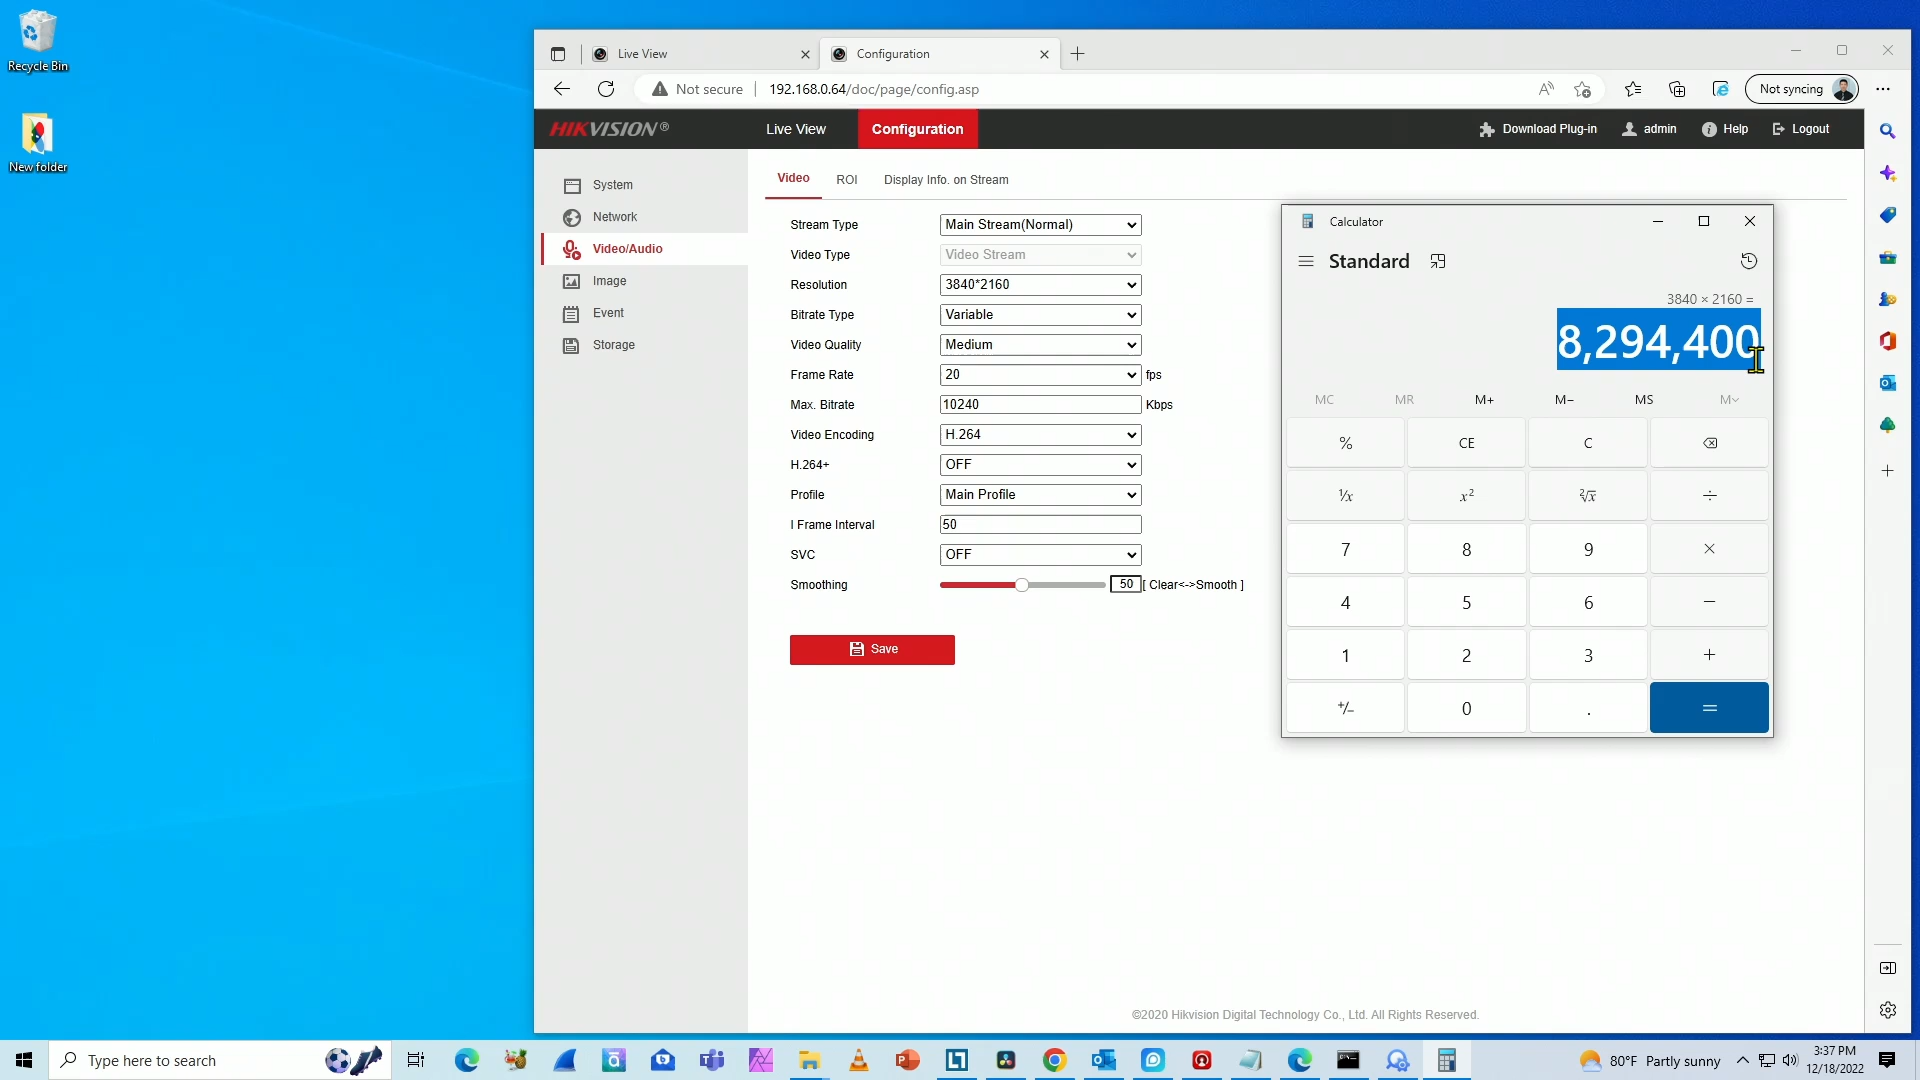 Recycle Bin
New folder
Live View
Configuration
Not secure
192.168.0.64/doc/page/config.asp
Not syncing
HIKVISION®
Live View
Configuration
Download Plug-in
admin
Help
Logout
System
Network
Video/Audio
Image
Event
Storage
Video
ROI
Display Info. on Stream
Stream Type
Main Stream(Normal)
Video Type
Video Stream
Resolution
3840*2160
Bitrate Type
Variable
Video Quality
Medium
Frame Rate
20
fps
Max. Bitrate
10240
Kbps
Video Encoding
H.264
H.264+
OFF
Profile
Main Profile
I Frame Interval
50
SVC
OFF
Smoothing
50
[ Clear<->Smooth ]
Save
Calculator
Standard
3840 × 2160 =
8,294,400
MC
MR
M+
M−
MS
M˅
%
CE
C
⌫
¹/x
x²
²√x
÷
7
8
9
×
4
5
6
−
1
2
3
+
+/−
0
.
=
©2020 Hikvision Digital Technology Co., Ltd. All Rights Reserved.
Type here to search
80°F Partly sunny
3:37 PM
12/18/2022